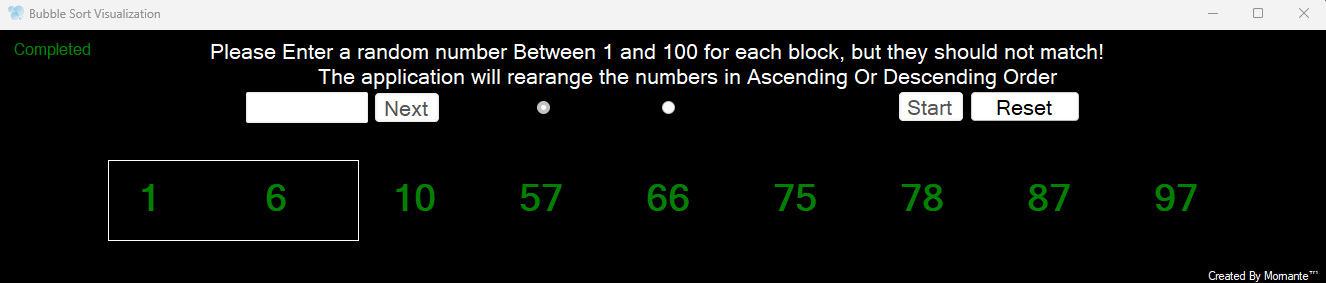 Bubble Sort Visualization
Completed
Please Enter a random number Between 1 and 100 for each block, but they should not match!
The application will rearange the numbers in Ascending Or Descending Order
Next Start Reset
1 6 10 57 66 75 78 87 97
Created By Mornante™